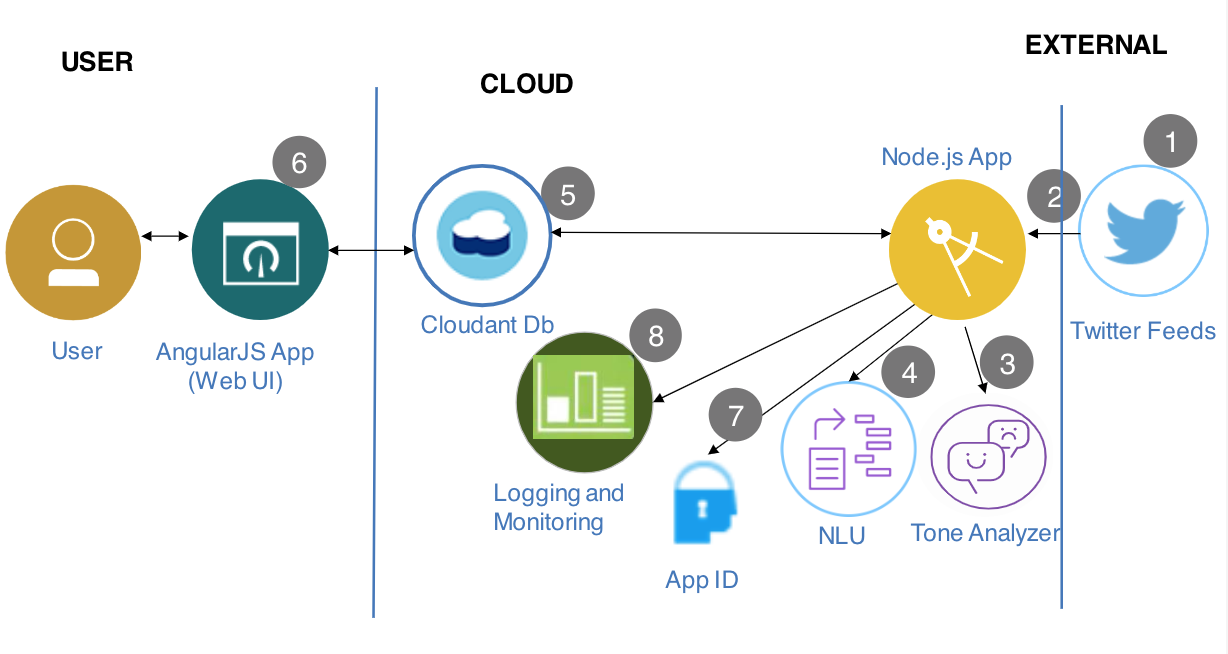 USER
CLOUD
EXTERNAL
1
2
Node.js App
6
5
User
AngularJS App
(Web UI)
Cloudant Db
Twitter Feeds
8
3
4
7
Logging and
Monitoring
App ID
NLU
Tone Analyzer